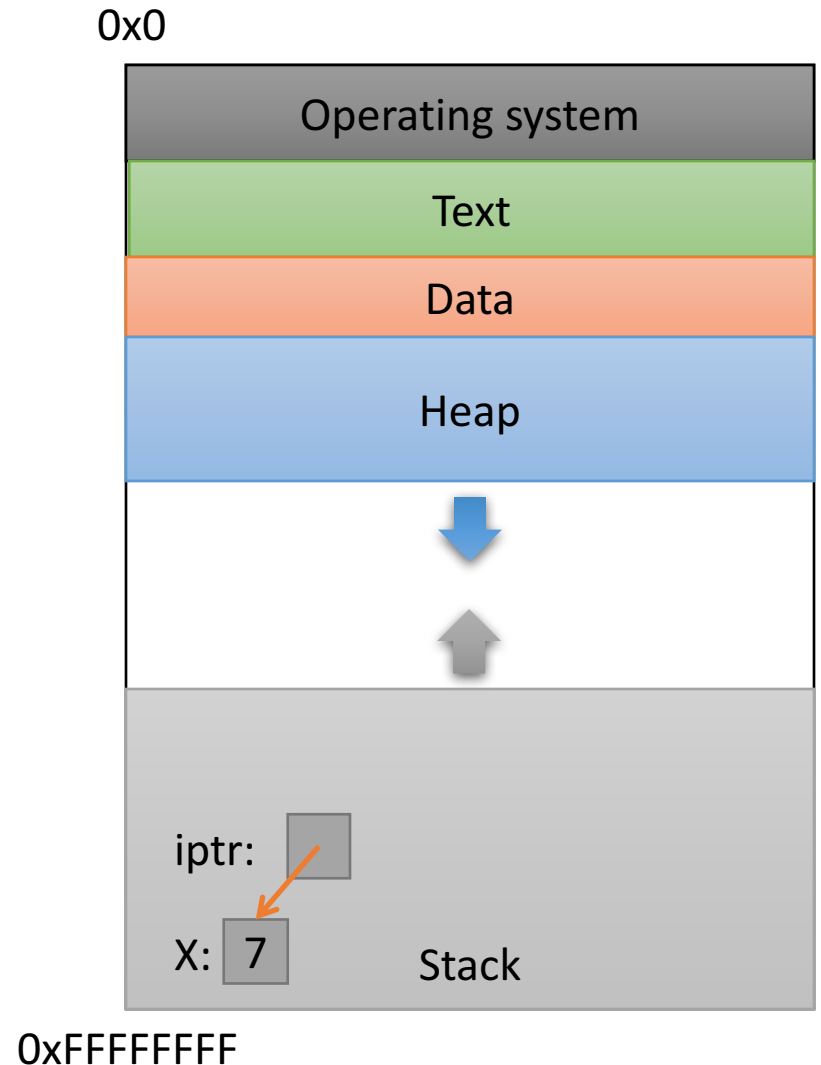 0x0
Operating system
Text
Data
Heap
iptr:
X: 7
Stack
0xFFFFFFFF